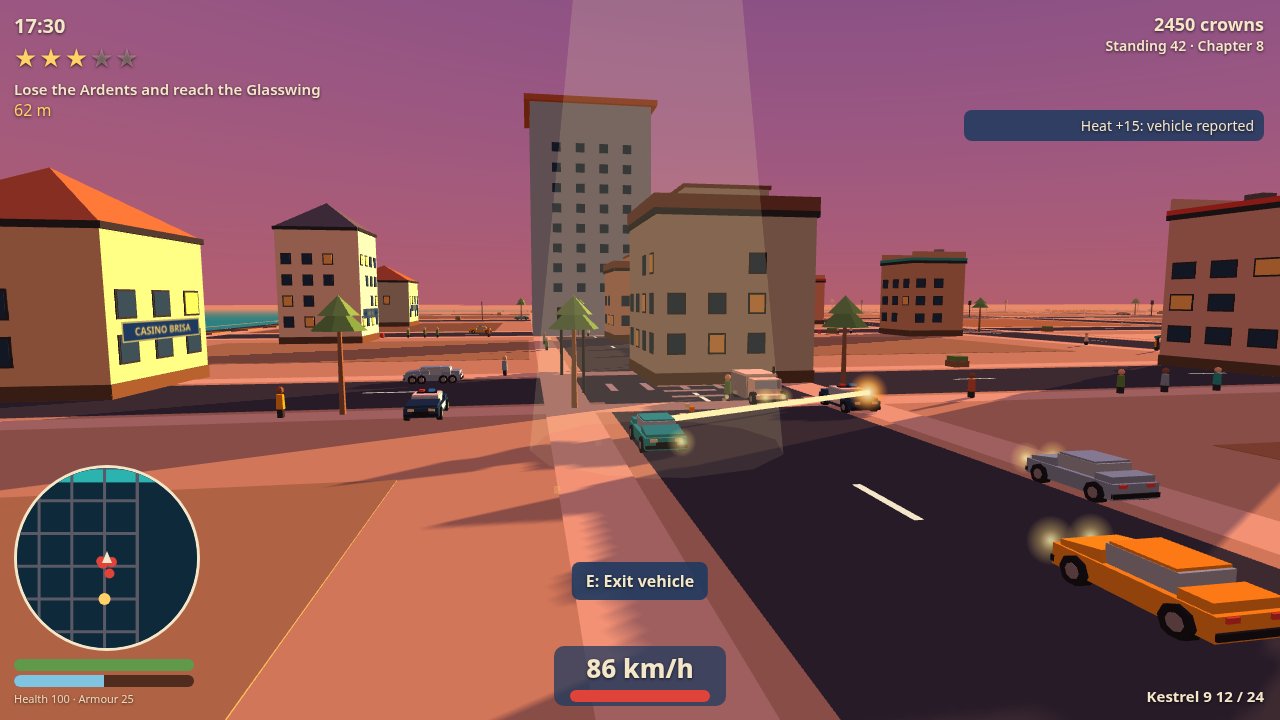 17:30
2450 crowns
Standing 42 · Chapter 8
Lose the Ardents and reach the Glasswing
62 m
Heat +15: vehicle reported
CASINO BRISA
E: Exit vehicle
86 km/h
Health 100 · Armour 25
Kestrel 9 12 / 24